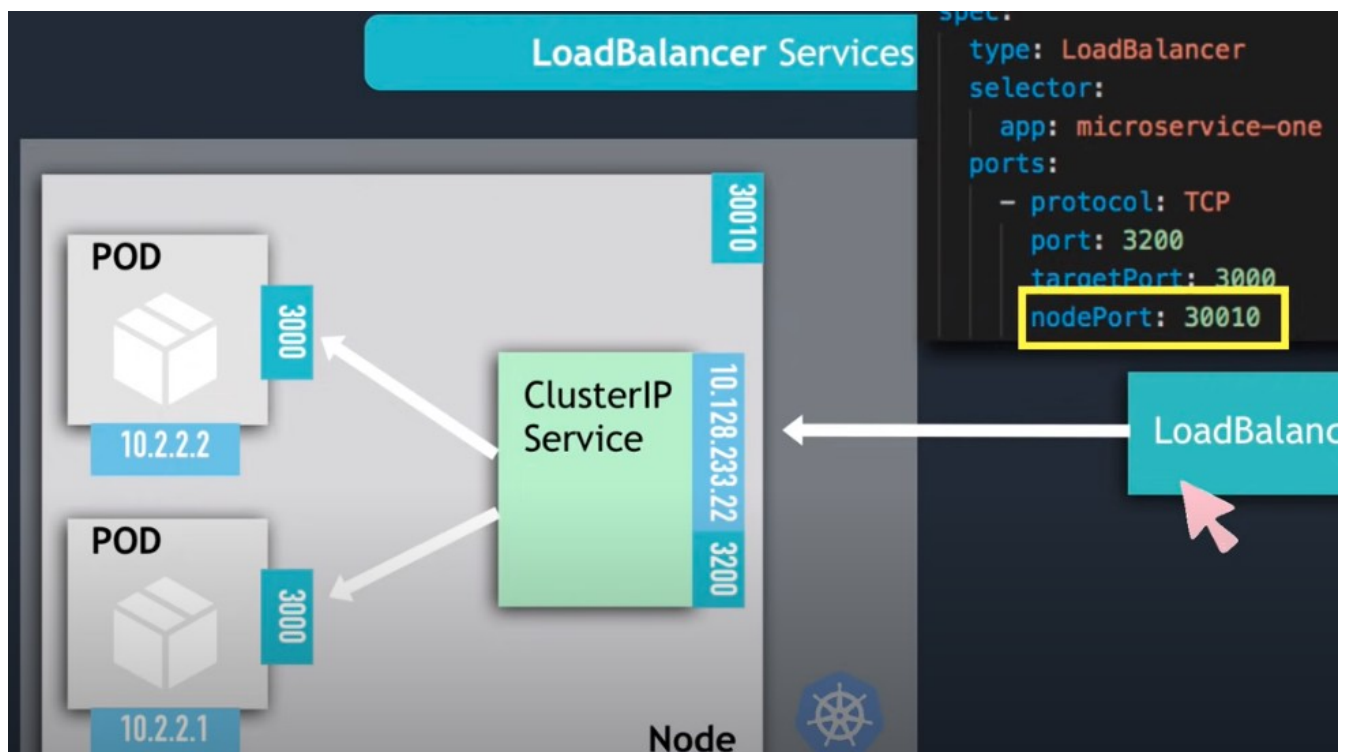 LoadBalancer Services
spec:
type: LoadBalancer
selector:
app: microservice-one
ports:
- protocol: TCP
port: 3200
targetPort: 3000
nodePort: 30010
30010
POD
3000
10.2.2.2
ClusterIP
Service
10.128.233.22
3200
LoadBalanc
POD
3000
10.2.2.1
Node